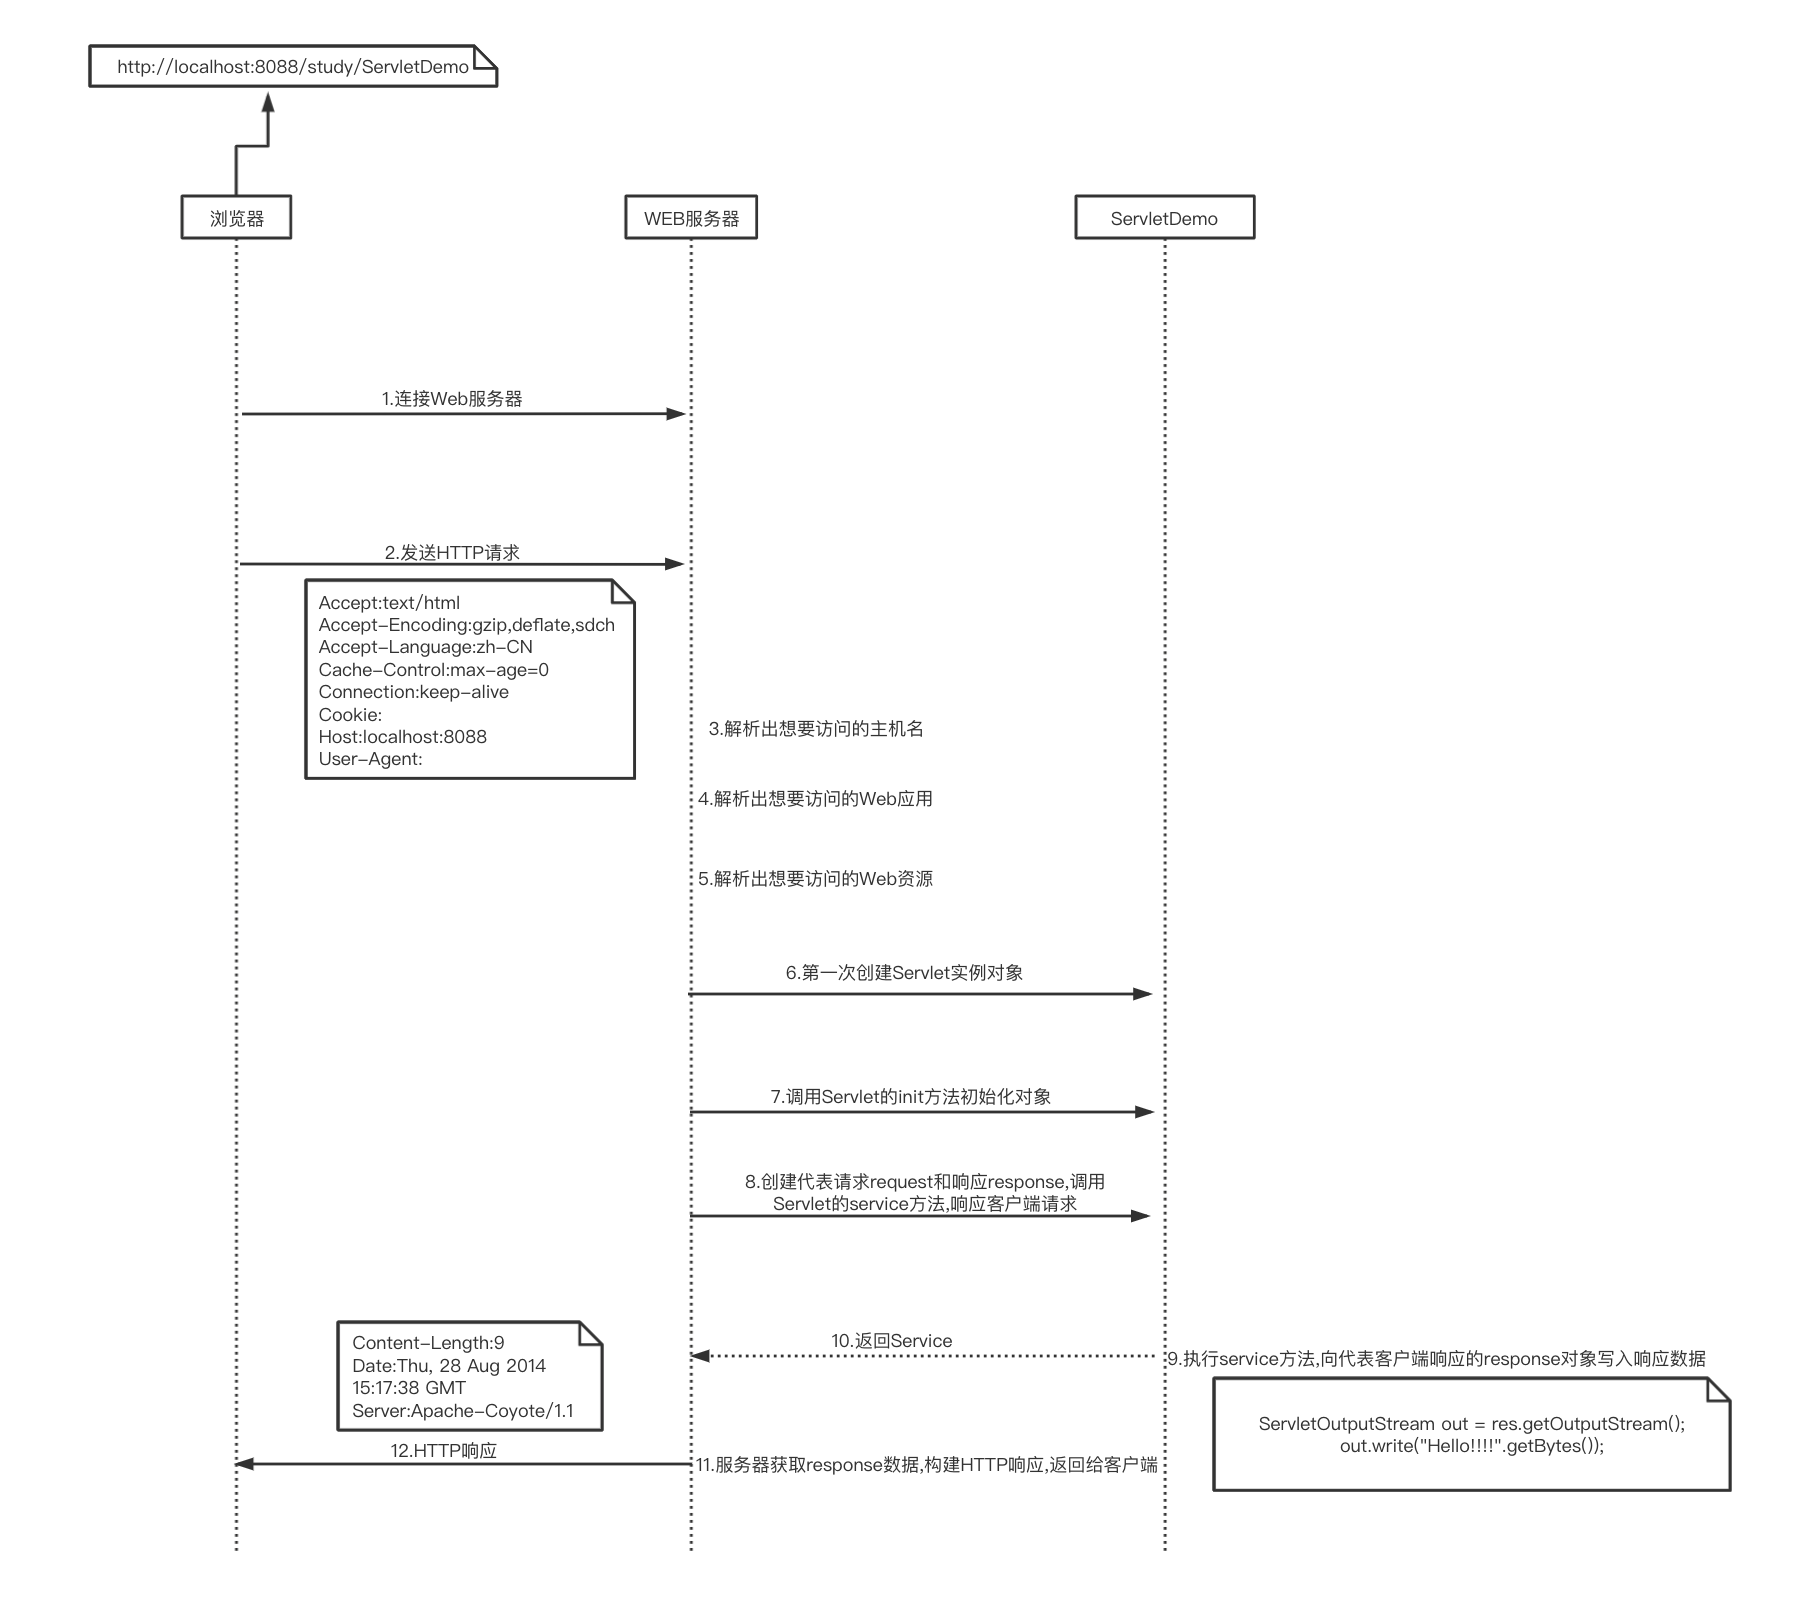 http://localhost:8088/study/ServletDemo
浏览器
WEB服务器
ServletDemo
1.连接Web服务器
2.发送HTTP请求
Accept:text/html
Accept-Encoding:gzip,deflate,sdch
Accept-Language:zh-CN
Cache-Control:max-age=0
Connection:keep-alive
Cookie:
Host:localhost:8088
User-Agent:
3.解析出想要访问的主机名
4.解析出想要访问的Web应用
5.解析出想要访问的Web资源
6.第一次创建Servlet实例对象
7.调用Servlet的init方法初始化对象
8.创建代表请求request和响应response,调用
Servlet的service方法,响应客户端请求
10.返回Service
9.执行service方法,向代表客户端响应的response对象写入响应数据
Content-Length:9
Date:Thu, 28 Aug 2014
15:17:38 GMT
Server:Apache-Coyote/1.1
ServletOutputStream out = res.getOutputStream();
out.write("Hello!!!!".getBytes());
12.HTTP响应
11.服务器获取response数据,构建HTTP响应,返回给客户端